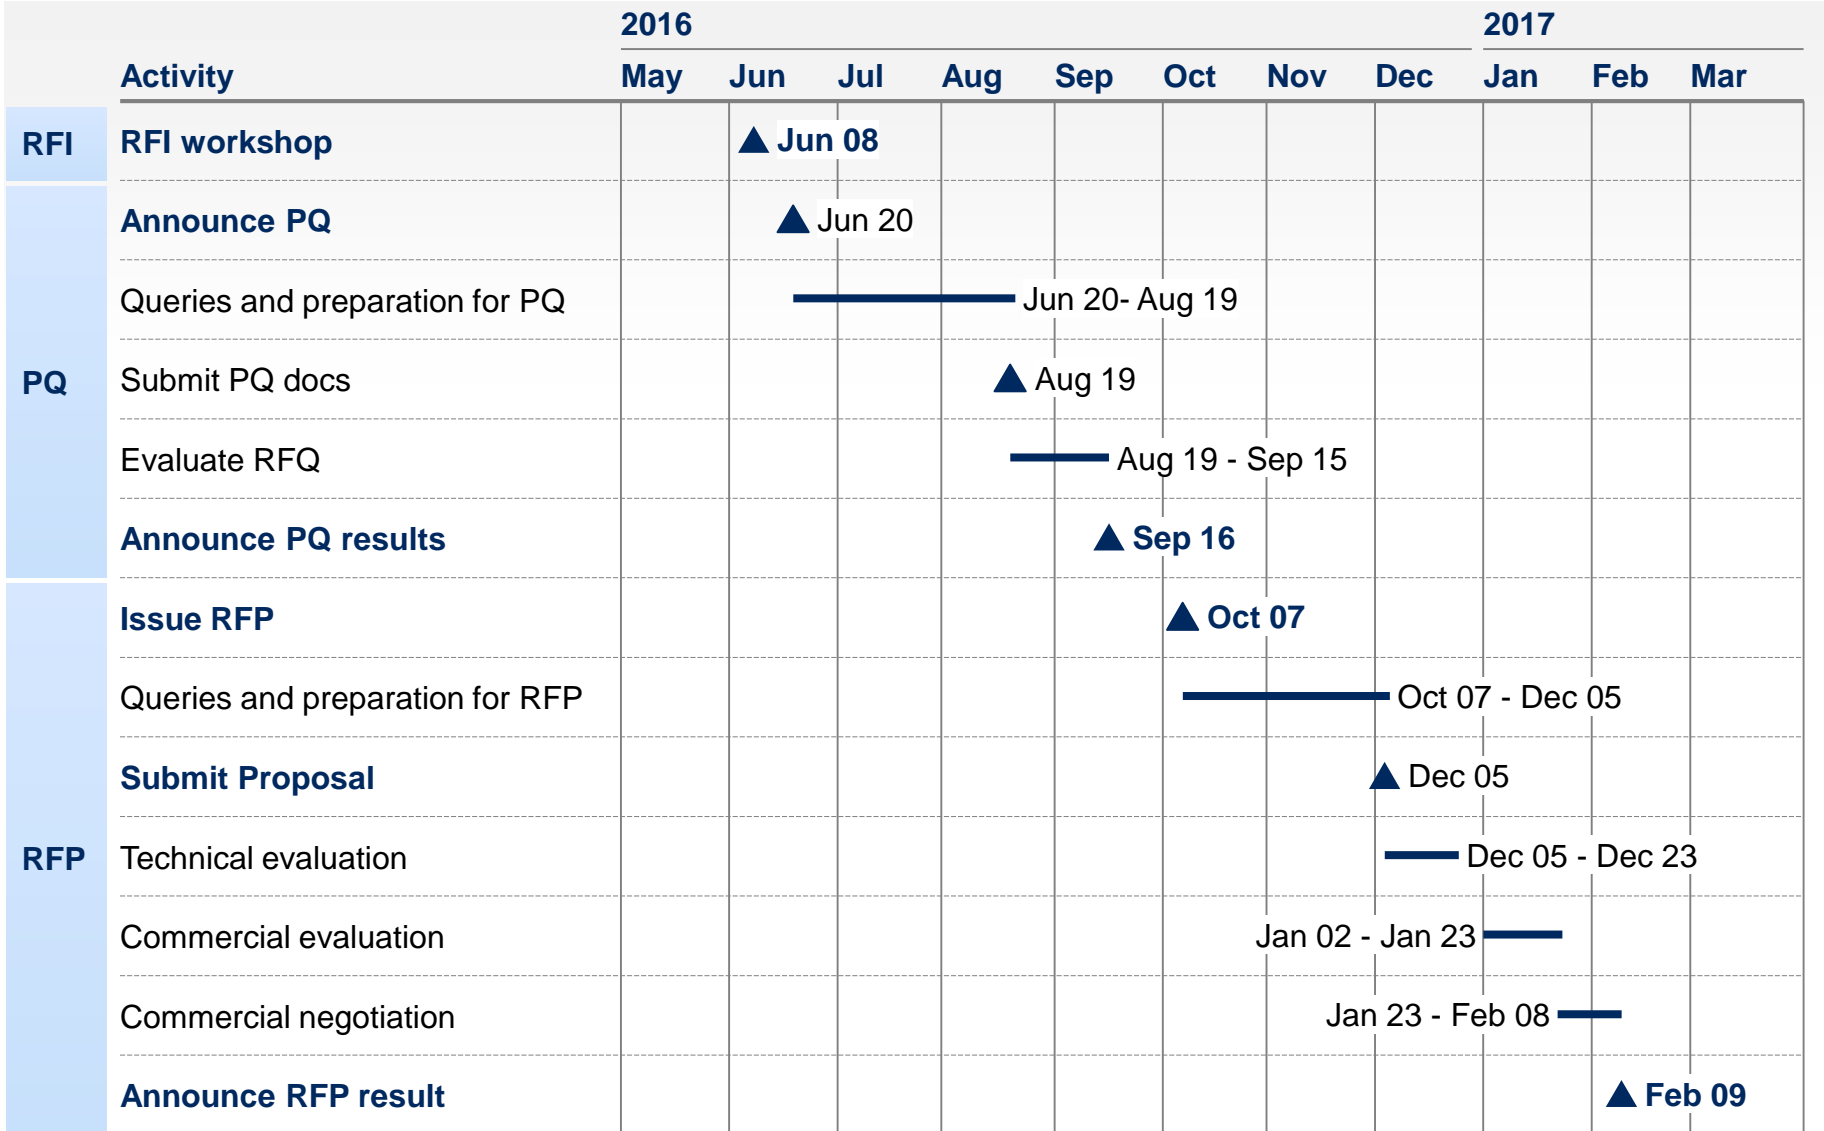 2016 2017
Activity May Jun Jul Aug Sep Oct Nov Dec Jan Feb Mar
RFI RFI workshop Jun 08
Announce PQ Jun 20
Queries and preparation for PQ Jun 20- Aug 19
PQ Submit PQ docs Aug 19
Evaluate RFQ Aug 19 - Sep 15
Announce PQ results Sep 16
Issue RFP Oct 07
Queries and preparation for RFP Oct 07 - Dec 05
Submit Proposal Dec 05
RFP Technical evaluation Dec 05 - Dec 23
Commercial evaluation Jan 02 - Jan 23
Commercial negotiation Jan 23 - Feb 08
Announce RFP result Feb 09